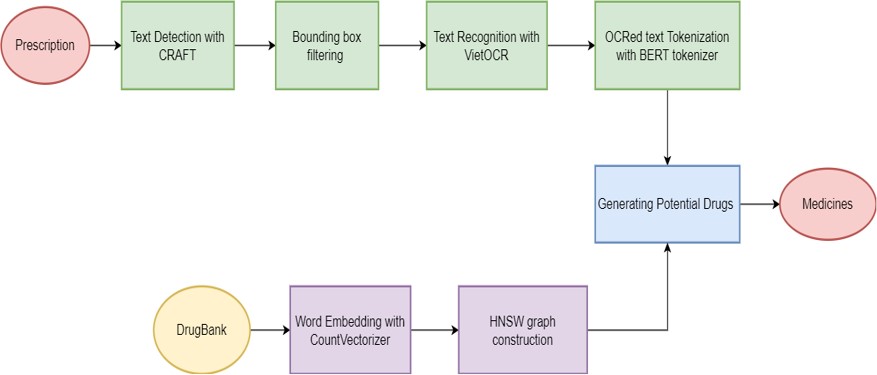 Prescription
Text Detection with
CRAFT
Bounding box
filtering
Text Recognition with
VietOCR
OCRed text Tokenization
with BERT tokenizer
Generating Potential Drugs
Medicines
DrugBank
Word Embedding with
CountVectorizer
HNSW graph
construction